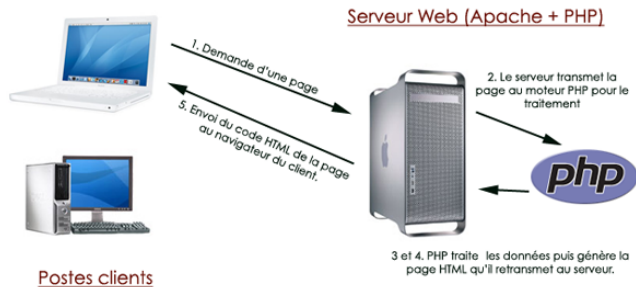 Serveur Web (Apache + PHP)
1. Demande d'une page
2. Le serveur transmet la
page au moteur PHP pour le
traitement
5. Envoi du code HTML de la page
au navigateur du client.
php
3 et 4. PHP traite les données puis génère la
page HTML qu'il retransmet au serveur.
Postes clients